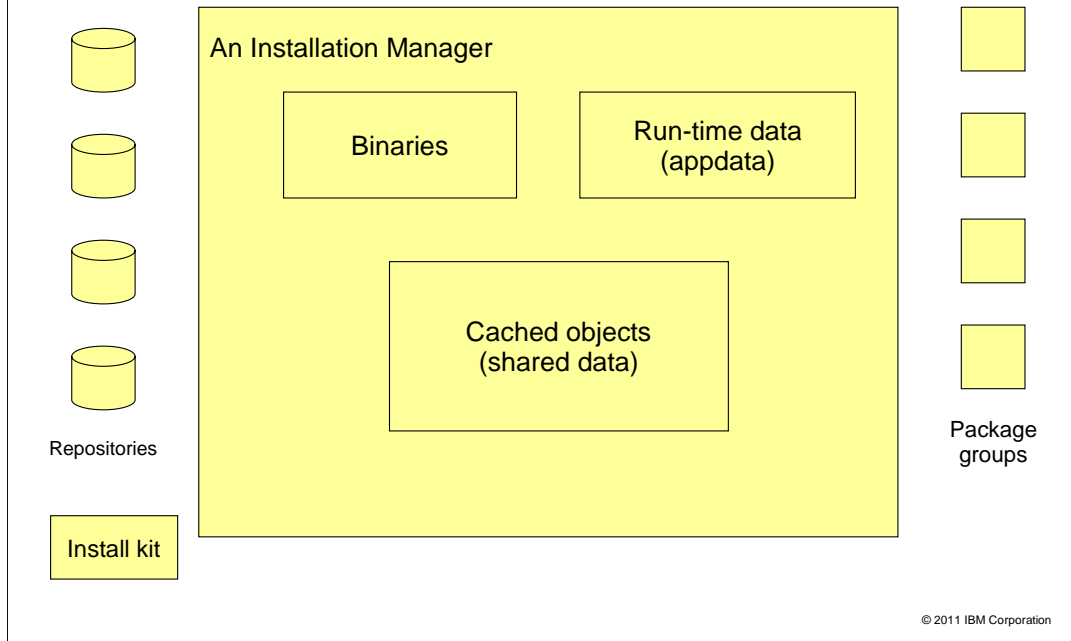 An Installation Manager
Binaries
Run-time data
(appdata)
Cached objects
(shared data)
Repositories
Package
groups
Install kit
© 2011 IBM Corporation